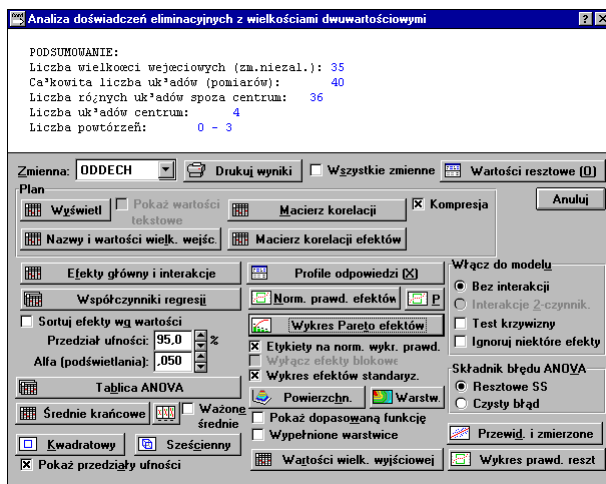 Analiza doświadczeń eliminacyjnych z wielkościami dwuwartościowymi
PODSUMOWANIE:
Liczba wielkoœci wejœciowych (zm.niezal.): 35
Ca³kowita liczba uk³adów (pomiarów): 40
Liczba ró¿nych uk³adów spoza centrum: 36
Liczba uk³adów centrum: 4
Liczba powtórzeń: 0 - 3
Zmienna: ODDECH Drukuj wyniki Wszystkie zmienne Wartości resztowe (O)
Plan
Wyświetl Pokaż wartości tekstowe Macierz korelacji Kompresja Anuluj
Nazwy i wartości wielk. wejśc. Macierz korelacji efektów
Efekty główny i interakcje
Współczynniki regresji
Sortuj efekty wg wartości
Przedział ufności: 95,0 %
Alfa (podświetlania): ,050
Tablica ANOVA
Średnie krańcowe Ważone średnie
Kwadratowy Sześcienny
Pokaż przedziały ufności
Profile odpowiedzi (X)
Norm. prawd. efektów P
Wykres Pareto efektów
Etykiety na norm. wykr. prawd.
Wyłącz efekty blokowe
Wykres efektów standaryz.
Powierzchn. Warstw.
Pokaż dopasowaną funkcję
Wypełnione warstwice
Wartości wielk. wyjściowej
Włącz do modelu
Bez interakcji
Interakcje 2-czynnik.
Test krzywizny
Ignoruj niektóre efekty
Składnik błędu ANOVA
Resztowe SS
Czysty błąd
Przewid. i zmierzone
Wykres prawd. reszt